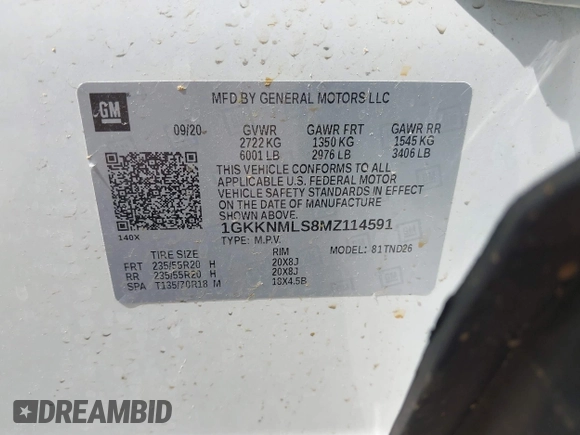 GM
MFD BY GENERAL MOTORS LLC
09/20 GVWR GAWR FRT GAWR RR
2722 KG 1350 KG 1545 KG
6001 LB 2976 LB 3406 LB
THIS VEHICLE CONFORMS TO ALL
APPLICABLE U.S. FEDERAL MOTOR
VEHICLE SAFETY STANDARDS IN EFFECT
ON THE DATE OF MANUFACTURE
SHOWN ABOVE.
1GKKNMLS8MZ114591
140X
TYPE: M.P.V. MODEL: 81TND26
TIRE SIZE RIM
FRT 235/55R20 H 20X8J
RR 235/55R20 H 20X8J
SPA T135/70R18 M 10X4.5B
DREAMBID